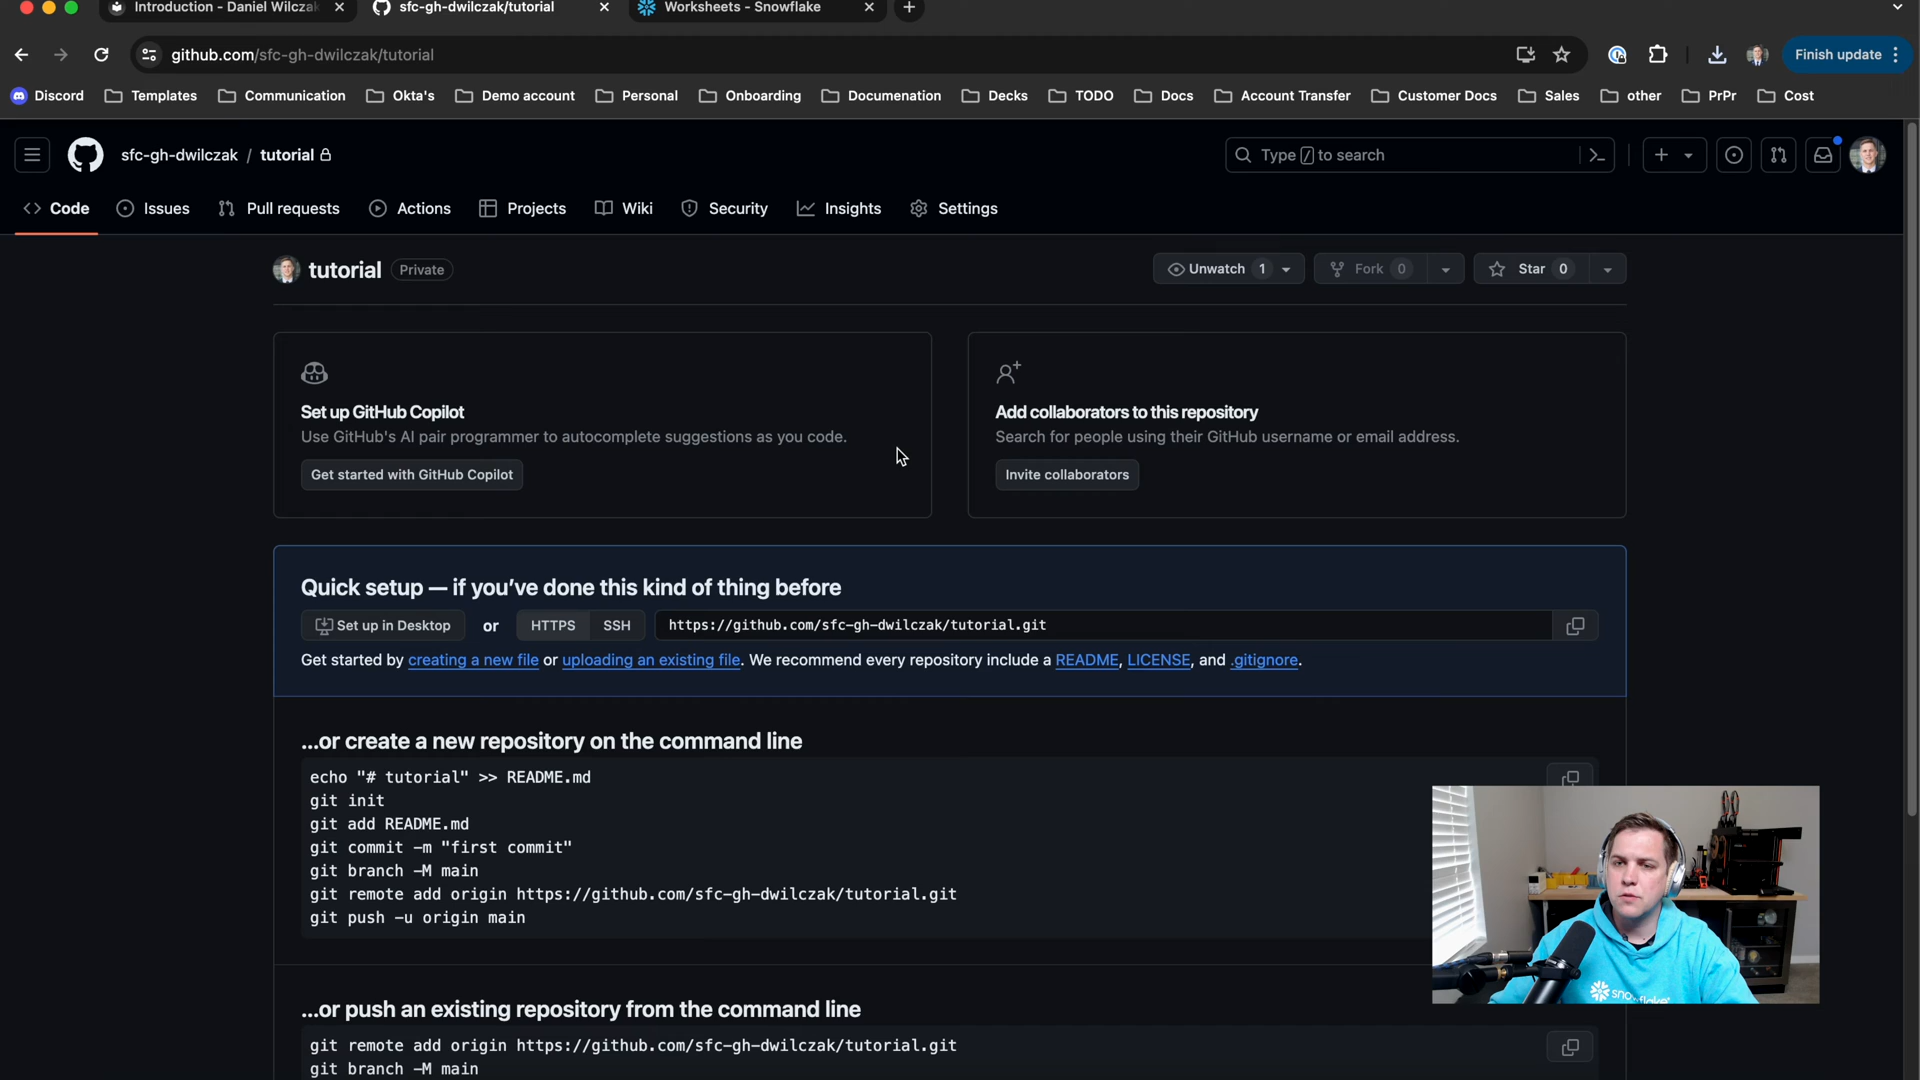 Introduction - Daniel Wilczak
sfc-gh-dwilczak/tutorial
Worksheets - Snowflake
github.com/sfc-gh-dwilczak/tutorial
Finish update
Discord
Templates
Communication
Okta's
Demo account
Personal
Onboarding
Documenation
Decks
TODO
Docs
Account Transfer
Customer Docs
Sales
other
PrPr
Cost
sfc-gh-dwilczak / tutorial
Type / to search
Code
Issues
Pull requests
Actions
Projects
Wiki
Security
Insights
Settings
tutorial Private
Unwatch 1
Fork 0
Star 0
Set up GitHub Copilot
Use GitHub's AI pair programmer to autocomplete suggestions as you code.
Get started with GitHub Copilot
Add collaborators to this repository
Search for people using their GitHub username or email address.
Invite collaborators
Quick setup — if you've done this kind of thing before
Set up in Desktop or HTTPS SSH https://github.com/sfc-gh-dwilczak/tutorial.git
Get started by creating a new file or uploading an existing file. We recommend every repository include a README, LICENSE, and .gitignore.
...or create a new repository on the command line
echo "# tutorial" >> README.md
git init
git add README.md
git commit -m "first commit"
git branch -M main
git remote add origin https://github.com/sfc-gh-dwilczak/tutorial.git
git push -u origin main
...or push an existing repository from the command line
git remote add origin https://github.com/sfc-gh-dwilczak/tutorial.git
git branch -M main